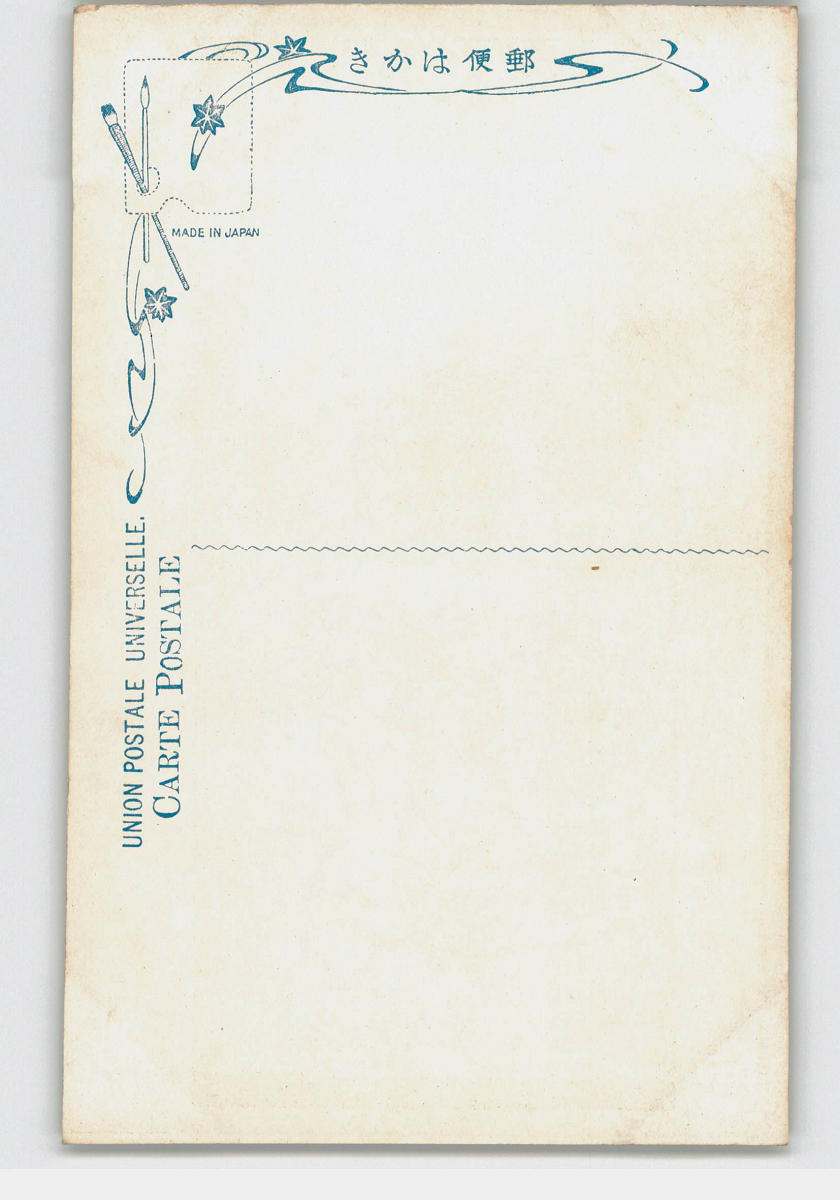 郵便はかき
MADE IN JAPAN
UNION POSTALE UNIVERSELLE.
CARTE POSTALE